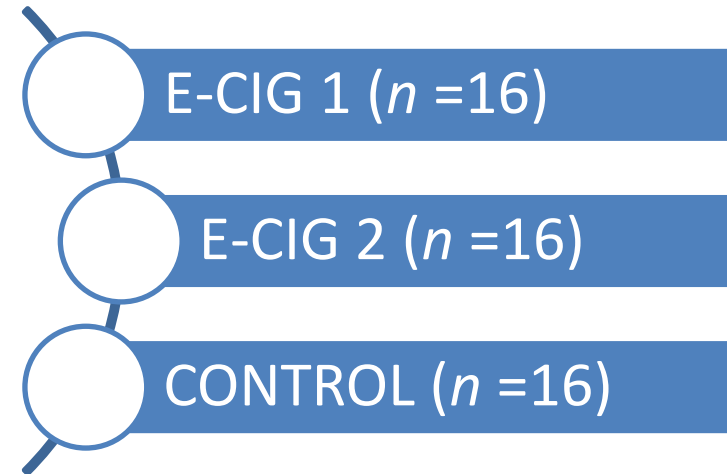 E-CIG 1 (n =16)
E-CIG 2 (n =16)
CONTROL (n =16)